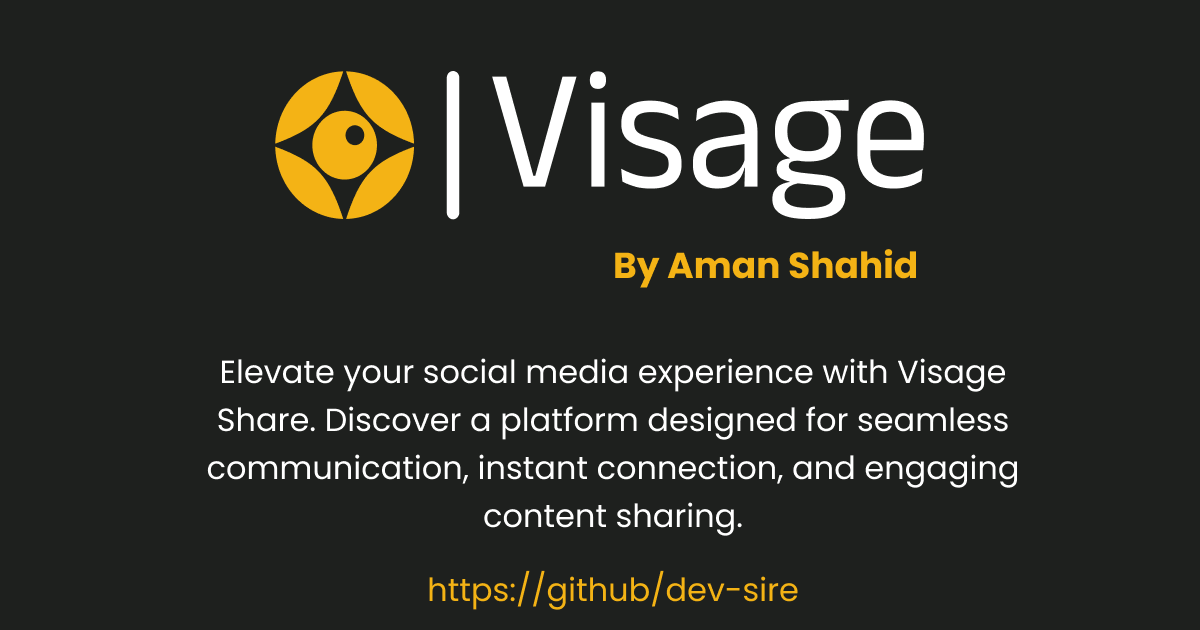 | Visage
By Aman Shahid
Elevate your social media experience with Visage
Share. Discover a platform designed for seamless
communication, instant connection, and engaging
content sharing.
https://github/dev-sire